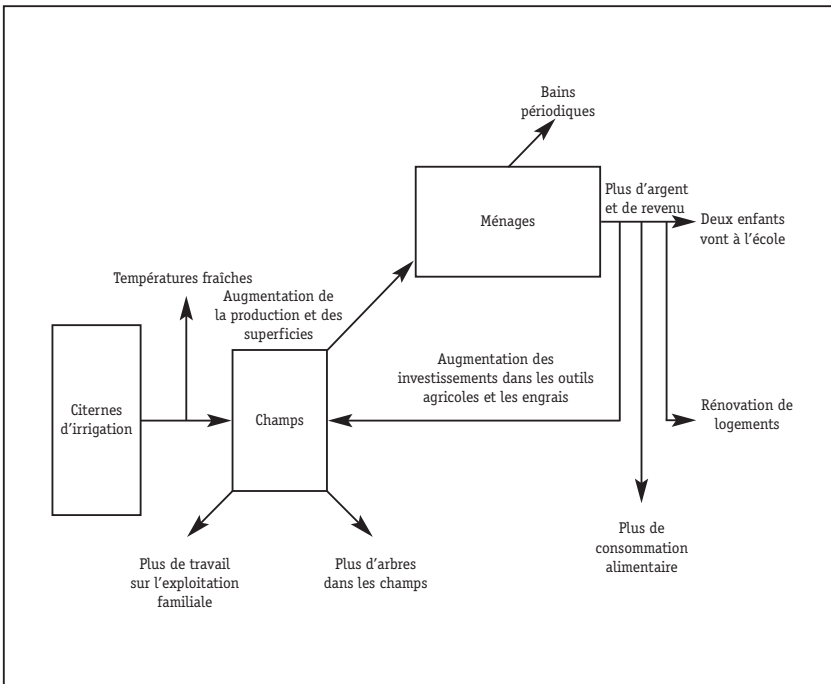 Bains
périodiques
Plus d'argent
et de revenu
Ménages
Deux enfants
vont à l'école
Températures fraîches
Augmentation de
la production et des
superficies
Augmentation des
investissements dans les outils
agricoles et les engrais
Citernes
d'irrigation
Champs
Rénovation de
logements
Plus de
consommation
alimentaire
Plus de travail
sur l'exploitation
familiale
Plus d'arbres
dans les champs